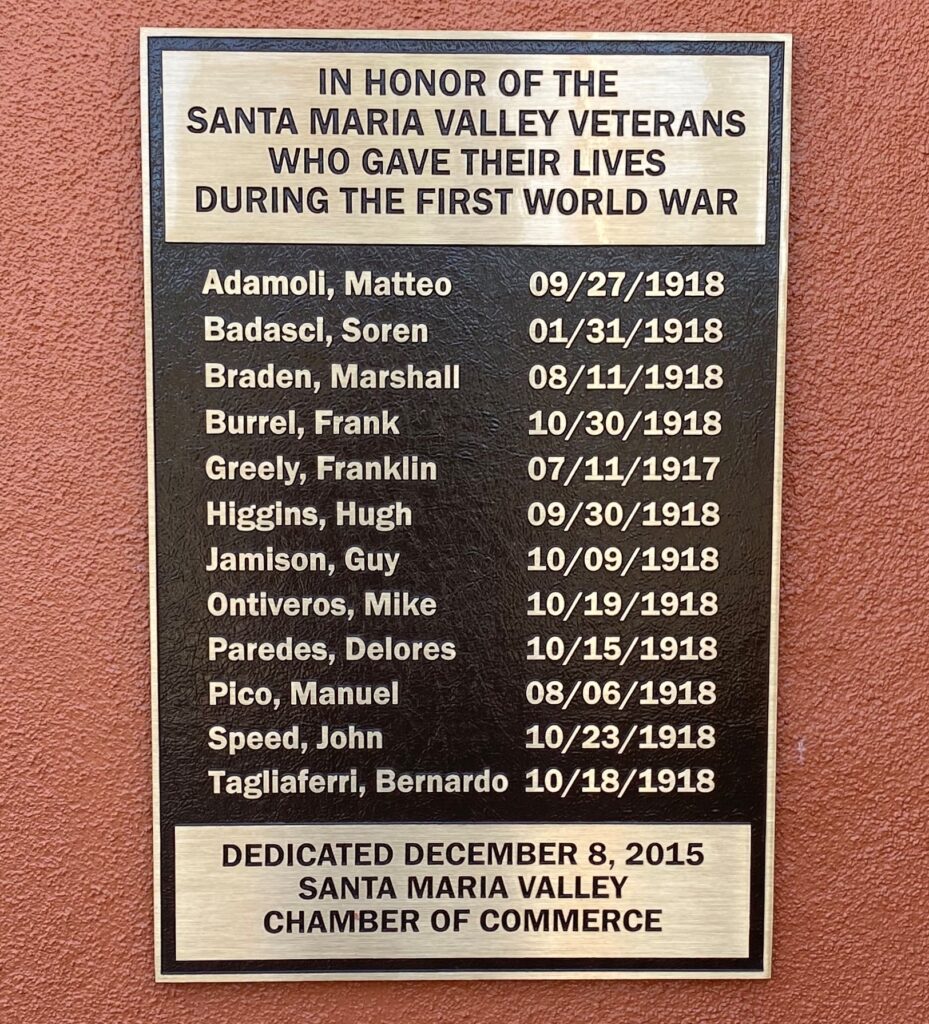 IN HONOR OF THE
SANTA MARIA VALLEY VETERANS
WHO GAVE THEIR LIVES
DURING THE FIRST WORLD WAR
Adamoli, Matteo 09/27/1918
Badasci, Soren 01/31/1918
Braden, Marshall 08/11/1918
Burrel, Frank 10/30/1918
Greely, Franklin 07/11/1917
Higgins, Hugh 09/30/1918
Jamison, Guy 10/09/1918
Ontiveros, Mike 10/19/1918
Paredes, Delores 10/15/1918
Pico, Manuel 08/06/1918
Speed, John 10/23/1918
Tagliaferri, Bernardo 10/18/1918
DEDICATED DECEMBER 8, 2015
SANTA MARIA VALLEY
CHAMBER OF COMMERCE